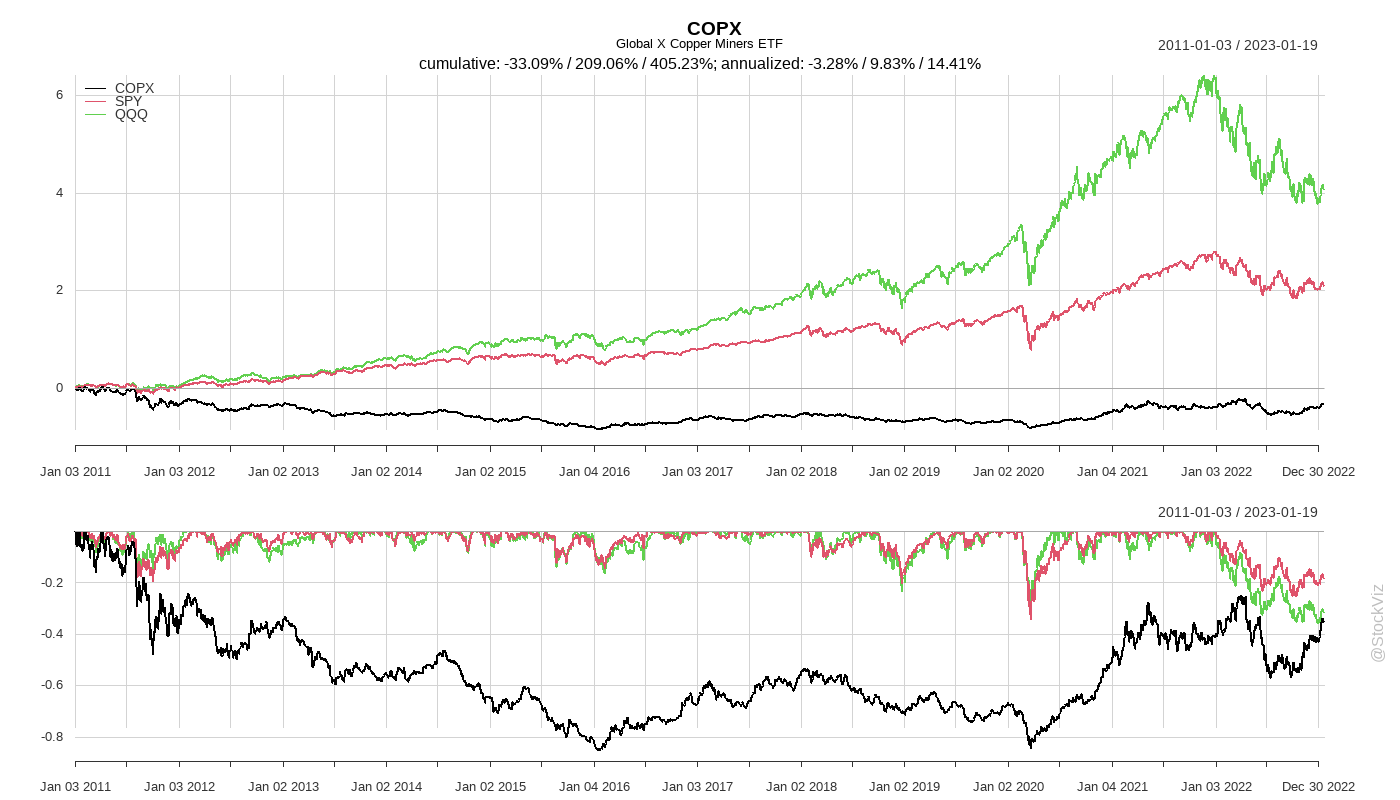 COPX
Global X Copper Miners ETF
2011-01-03 / 2023-01-19
cumulative: -33.09% / 209.06% / 405.23%; annualized: -3.28% / 9.83% / 14.41%
COPX
SPY
QQQ
6
4
2
0
Jan 03 2011 Jan 03 2012 Jan 02 2013 Jan 02 2014 Jan 02 2015 Jan 04 2016 Jan 03 2017 Jan 02 2018 Jan 02 2019 Jan 02 2020 Jan 04 2021 Jan 03 2022 Dec 30 2022
2011-01-03 / 2023-01-19
-0.2
-0.4
-0.6
-0.8
Jan 03 2011 Jan 03 2012 Jan 02 2013 Jan 02 2014 Jan 02 2015 Jan 04 2016 Jan 03 2017 Jan 02 2018 Jan 02 2019 Jan 02 2020 Jan 04 2021 Jan 03 2022 Dec 30 2022
@StockViz